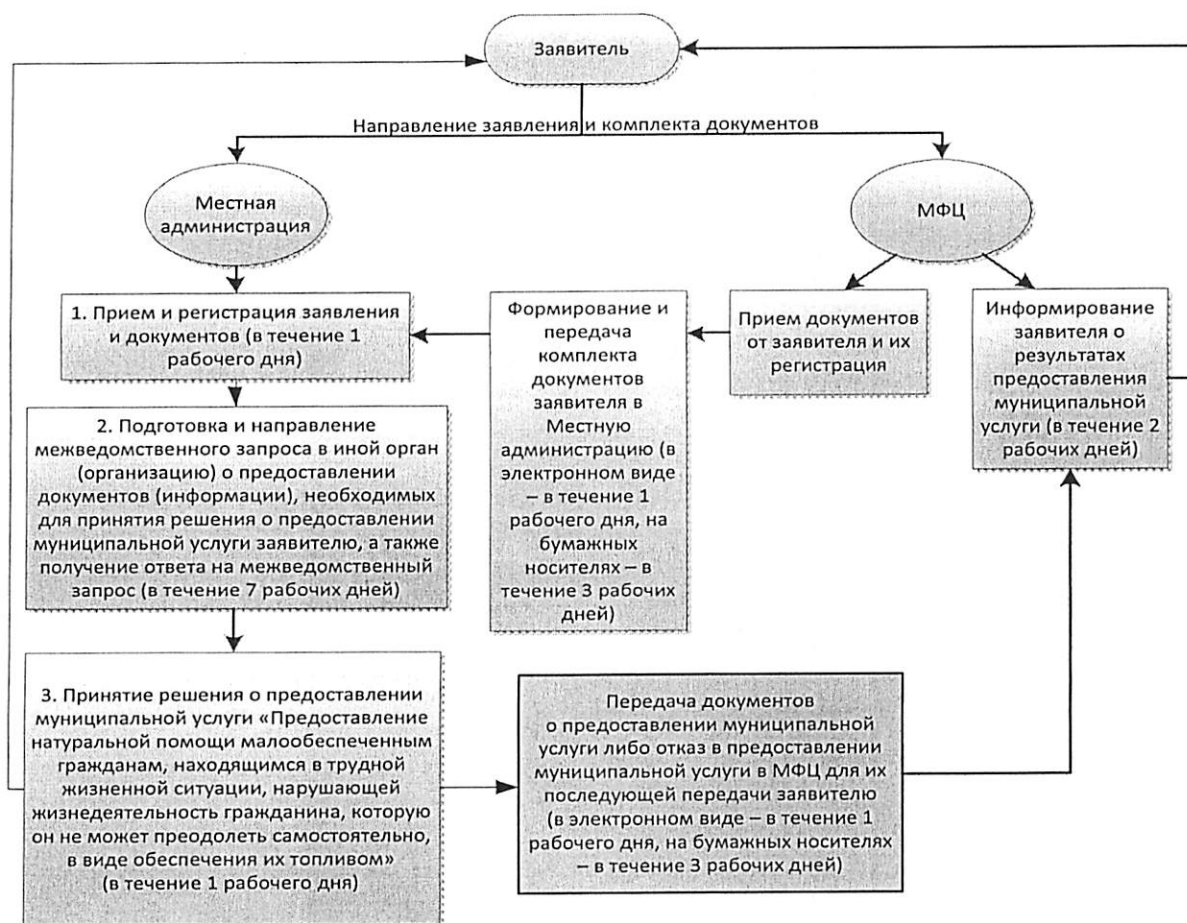 Заявитель
Направление заявления и комплекта документов
Местная
администрация
МФЦ
1. Прием и регистрация заявления
и документов (в течение 1
рабочего дня)
Формирование и
передача
комплекта
документов
заявителя в
Местную
администрацию (в
электронном виде
– в течение 1
рабочего дня, на
бумажных
носителях – в
течение 3 рабочих
дней)
Прием документов
от заявителя и их
регистрация
Информирование
заявителя о
результатах
предоставления
муниципальной
услуги (в течение 2
рабочих дней)
2. Подготовка и направление
межведомственного запроса в иной орган
(организацию) о предоставлении
документов (информации), необходимых
для принятия решения о предоставлении
муниципальной услуги заявителю, а также
получение ответа на межведомственный
запрос (в течение 7 рабочих дней)
3. Принятие решения о предоставлении
муниципальной услуги «Предоставление
натуральной помощи малообеспеченным
гражданам, находящимся в трудной
жизненной ситуации, нарушающей
жизнедеятельность гражданина, которую
он не может преодолеть самостоятельно,
в виде обеспечения их топливом»
(в течение 1 рабочего дня)
Передача документов
о предоставлении муниципальной
услуги либо отказ в предоставлении
муниципальной услуги в МФЦ для их
последующей передачи заявителю
(в электронном виде – в течение 1
рабочего дня, на бумажных носителях
– в течение 3 рабочих дней)